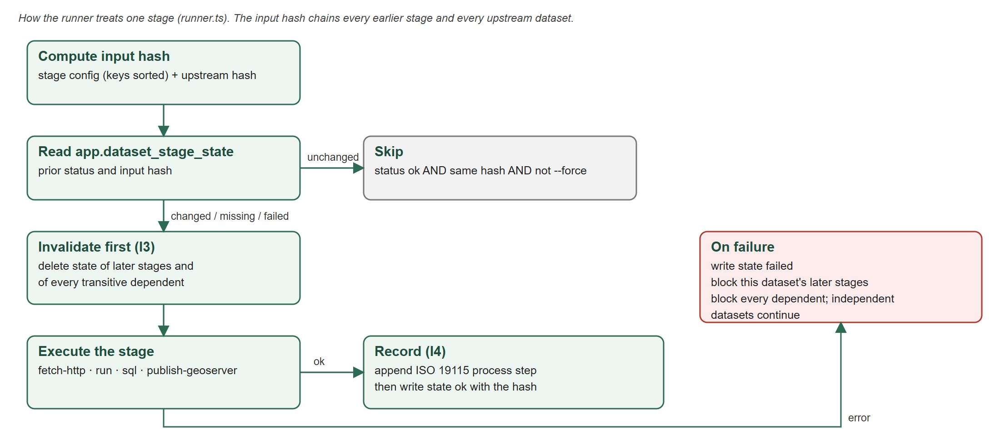 How the runner treats one stage (runner.ts). The input hash chains every earlier stage and every upstream dataset.
Compute input hash
stage config (keys sorted) + upstream hash
Read app.dataset_stage_state
prior status and input hash
unchanged
Skip
status ok AND same hash AND not --force
changed / missing / failed
Invalidate first (I3)
delete state of later stages and
of every transitive dependent
On failure
write state failed
block this dataset's later stages
block every dependent; independent
datasets continue
Execute the stage
fetch-http · run · sql · publish-geoserver
ok
Record (I4)
append ISO 19115 process step
then write state ok with the hash
error